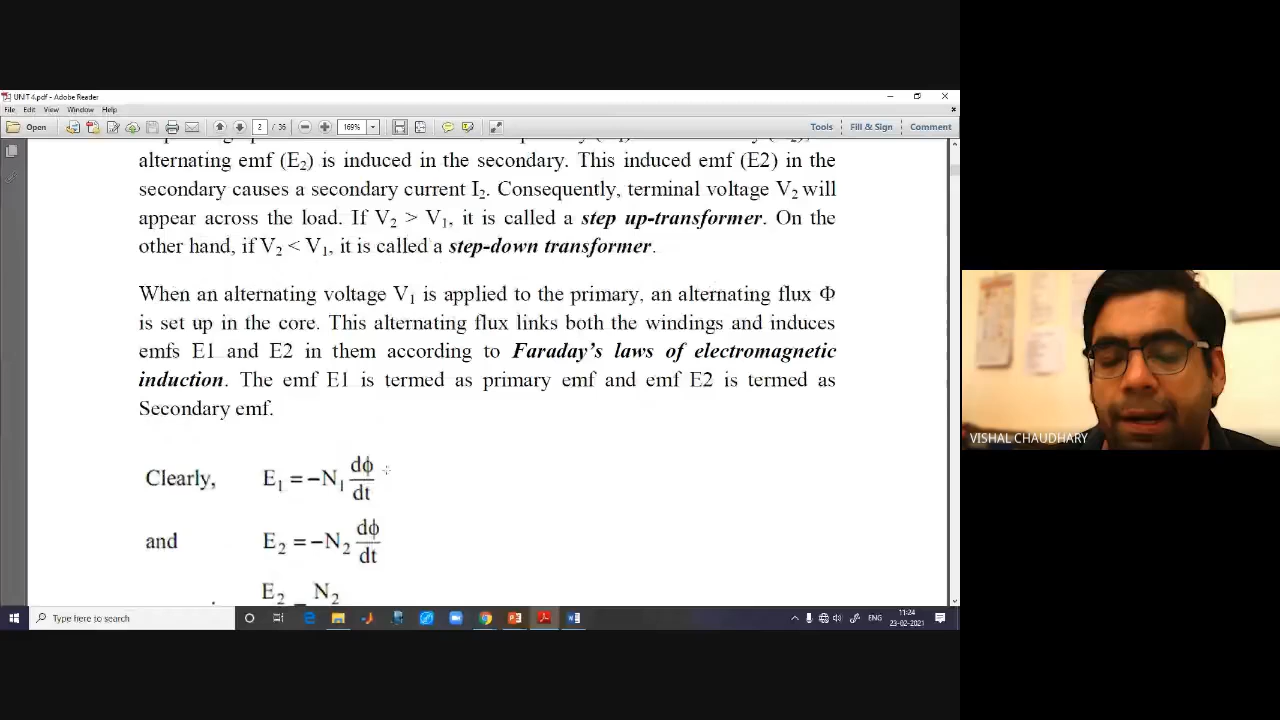 UNIT 4.pdf - Adobe Reader
File Edit View Window Help
Open 2 / 36 169% Tools Fill & Sign Comment
alternating emf (E₂) is induced in the secondary. This induced emf (E2) in the
secondary causes a secondary current I₂. Consequently, terminal voltage V₂ will
appear across the load. If V₂ > V₁, it is called a step up-transformer. On the
other hand, if V₂ < V₁, it is called a step-down transformer.
When an alternating voltage V₁ is applied to the primary, an alternating flux Φ
is set up in the core. This alternating flux links both the windings and induces
emfs E1 and E2 in them according to Faraday's laws of electromagnetic
induction. The emf E1 is termed as primary emf and emf E2 is termed as
Secondary emf.
Clearly, E₁ = −N₁ dϕ/dt
and E₂ = −N₂ dϕ/dt
E₂ N₂
VISHAL CHAUDHARY
Type here to search
ENG
11:24
23-02-2021